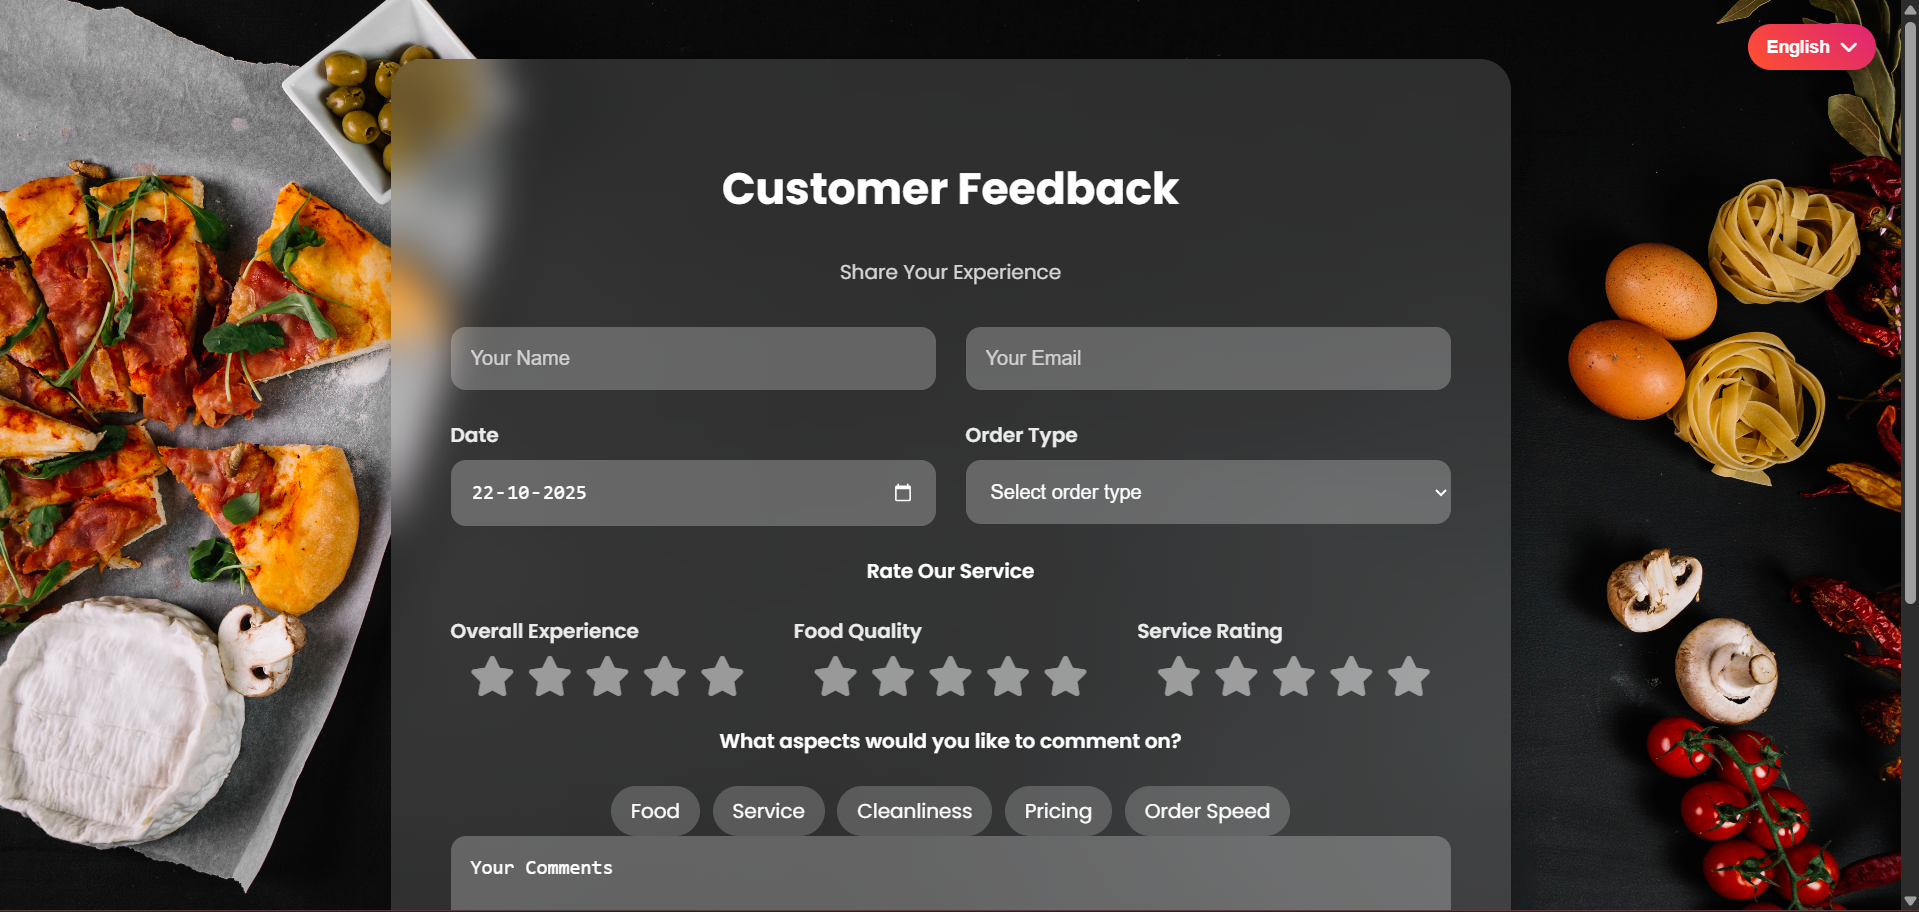 English
Customer Feedback
Share Your Experience
Your Name
Your Email
Date
Order Type
22-10-2025
Select order type
Rate Our Service
Overall Experience
Food Quality
Service Rating
What aspects would you like to comment on?
Food
Service
Cleanliness
Pricing
Order Speed
Your Comments